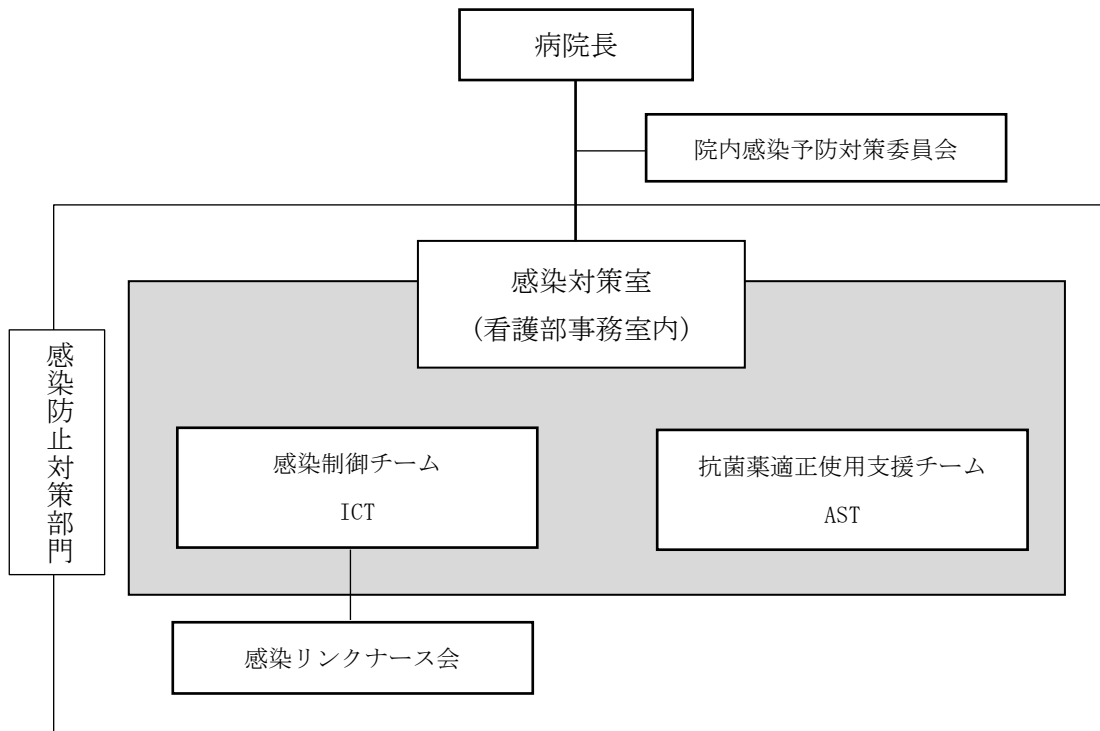 病院長
院内感染予防対策委員会
感染対策室
(看護部事務室内)
感染防止対策部門
感染制御チーム
ICT
抗菌薬適正使用支援チーム
AST
感染リンクナース会